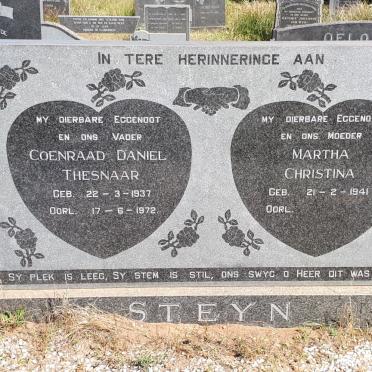 IN TERE HERINNERINGE AAN
MY DIERBARE EGGENOOT
EN ONS VADER
COENRAAD DANIEL
THESNAAR
GEB. 22-3-1937
OORL. 17-6-1972
MY DIERBARE EGGENOOT
EN ONS MOEDER
MARTHA
CHRISTINA
GEB. 21-2-1941
OORL.
SY PLEK IS LEEG, SY STEM IS STIL, ONS SWYG O HEER DIT WAS
STEYN